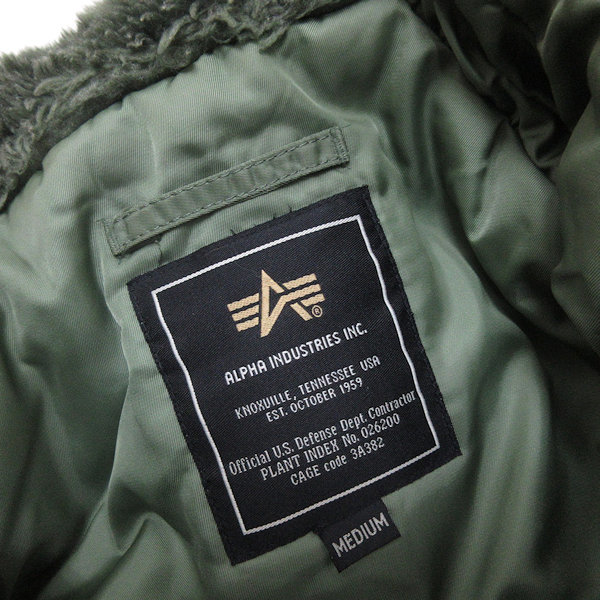 ®
ALPHA INDUSTRIES INC.
KNOXVILLE, TENNESSEE USA
EST. OCTOBER 1959
Official U.S. Defense Dept. Contractor
PLANT INDEX No. 026200
CAGE code 3A382
MEDIUM